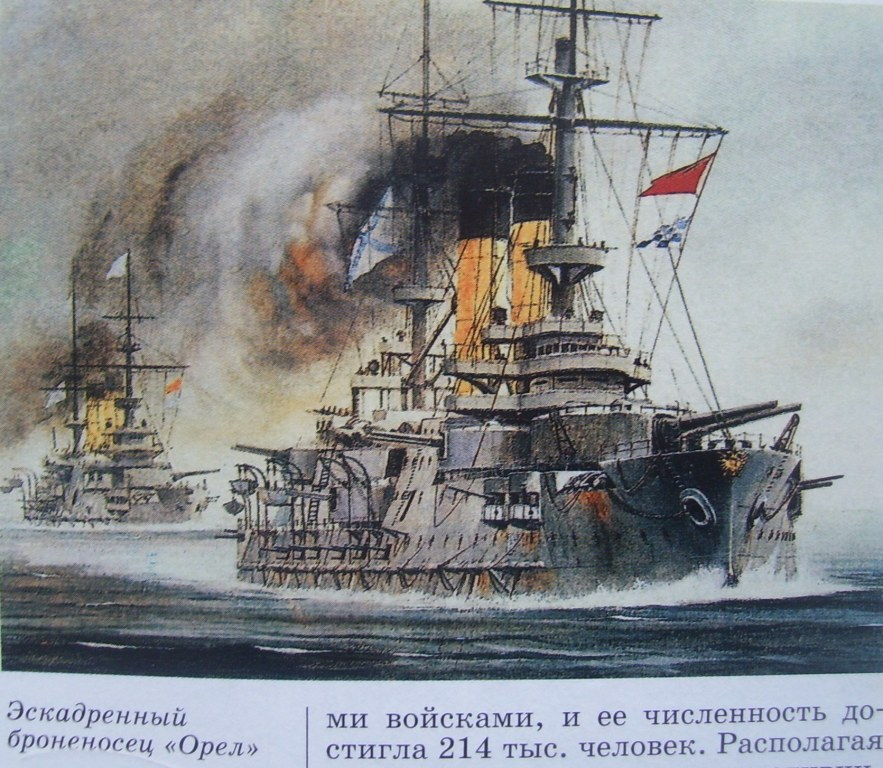 Эскадренный
броненосец «Орел»
ми войсками, и ее численность до-
стигла 214 тыс. человек. Располагая